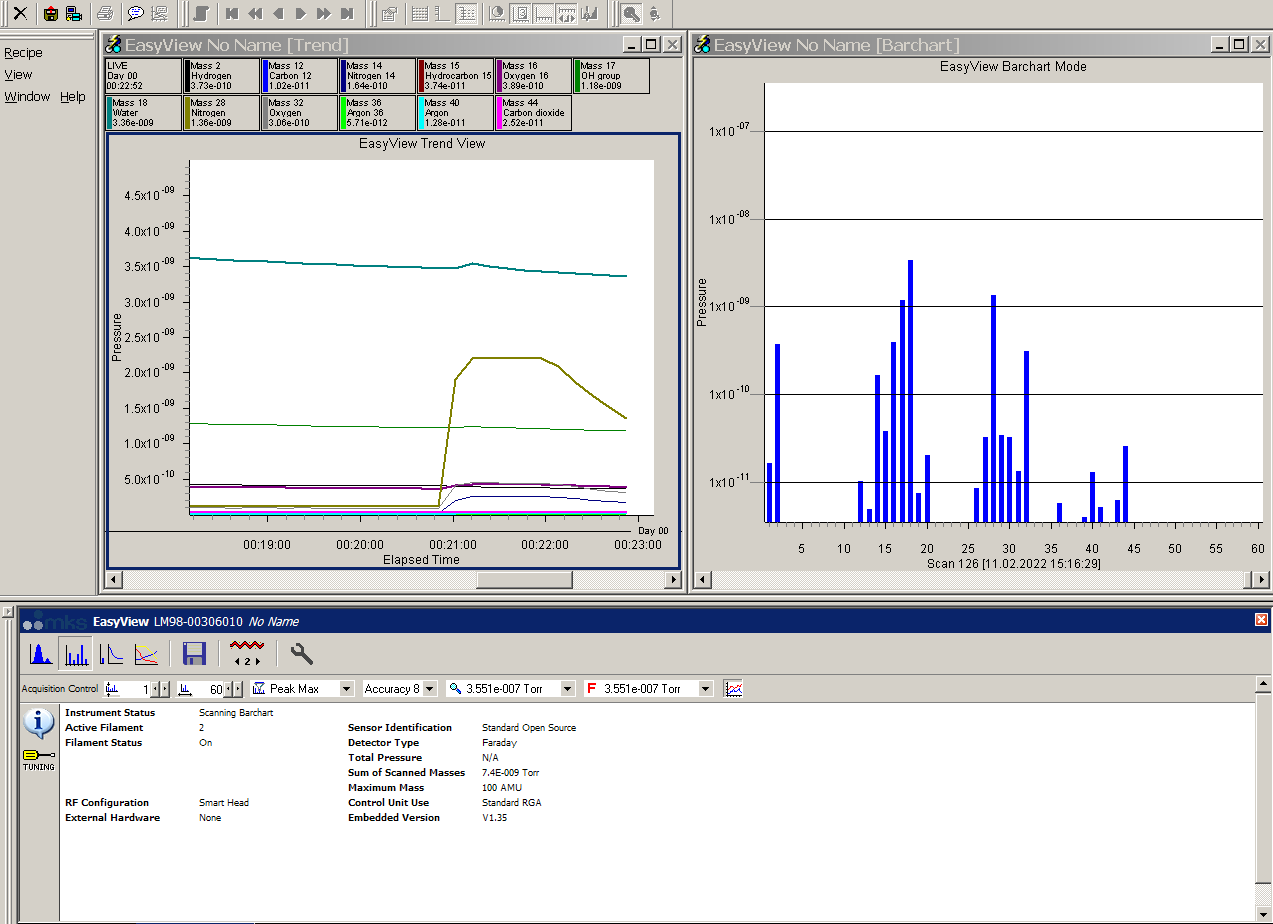 Recipe
View
Window Help
EasyView No Name [Trend]
LIVE
Day 00
00:22:52
Mass 2
Hydrogen
3.73e-010
Mass 12
Carbon 12
1.02e-011
Mass 14
Nitrogen 14
1.64e-010
Mass 15
Hydrocarbon 15
3.74e-011
Mass 16
Oxygen 16
3.89e-010
Mass 17
OH group
1.18e-009
Mass 18
Water
3.36e-009
Mass 28
Nitrogen
1.36e-009
Mass 32
Oxygen
3.06e-010
Mass 36
Argon 36
5.71e-012
Mass 40
Argon
1.28e-011
Mass 44
Carbon dioxide
2.52e-011
EasyView Trend View
4.5x10 -09
4.0x10 -09
3.5x10 -09
3.0x10 -09
2.5x10 -09
2.0x10 -09
1.5x10 -09
1.0x10 -09
5.0x10 -10
Pressure
Day 00
00:19:00 00:20:00 00:21:00 00:22:00 00:23:00
Elapsed Time
EasyView No Name [Barchart]
EasyView Barchart Mode
1x10 -07
1x10 -08
1x10 -09
1x10 -10
1x10 -11
Pressure
5 10 15 20 25 30 35 40 45 50 55 60
Scan 126 [11.02.2022 15:16:29]
mks EasyView LM98-00306010 No Name
2
Acquisition Control 1 60 Peak Max Accuracy 8 3.551e-007 Torr F 3.551e-007 Torr
TUNING
Instrument Status Scanning Barchart
Active Filament 2 Sensor Identification Standard Open Source
Filament Status On Detector Type Faraday
Total Pressure N/A
Sum of Scanned Masses 7.4E-009 Torr
Maximum Mass 100 AMU
RF Configuration Smart Head Control Unit Use Standard RGA
External Hardware None Embedded Version V1.35